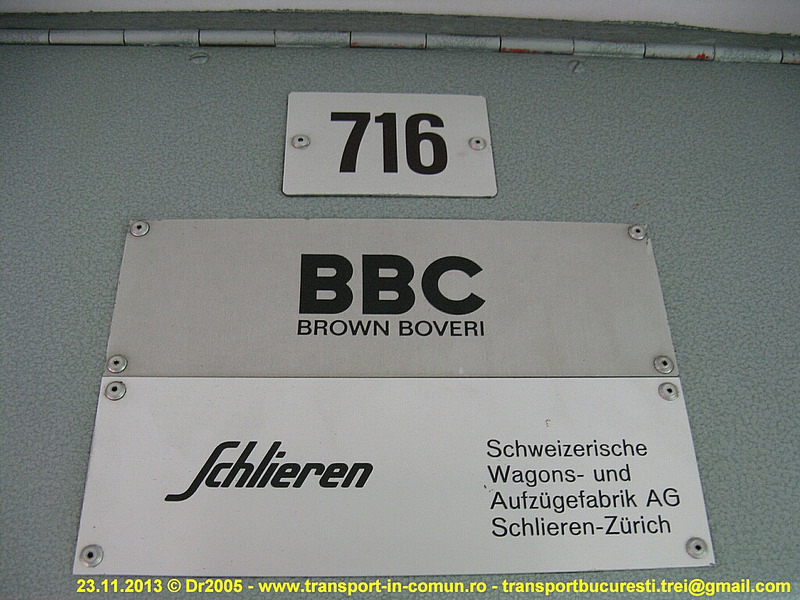 716
BBC
BROWN BOVERI
Schlieren
Schweizerische
Wagons- und
Aufzügefabrik AG
Schlieren-Zürich
23.11.2013 © Dr2005 - www.transport-in-comun.ro - transportbucuresti.trei@gmail.com